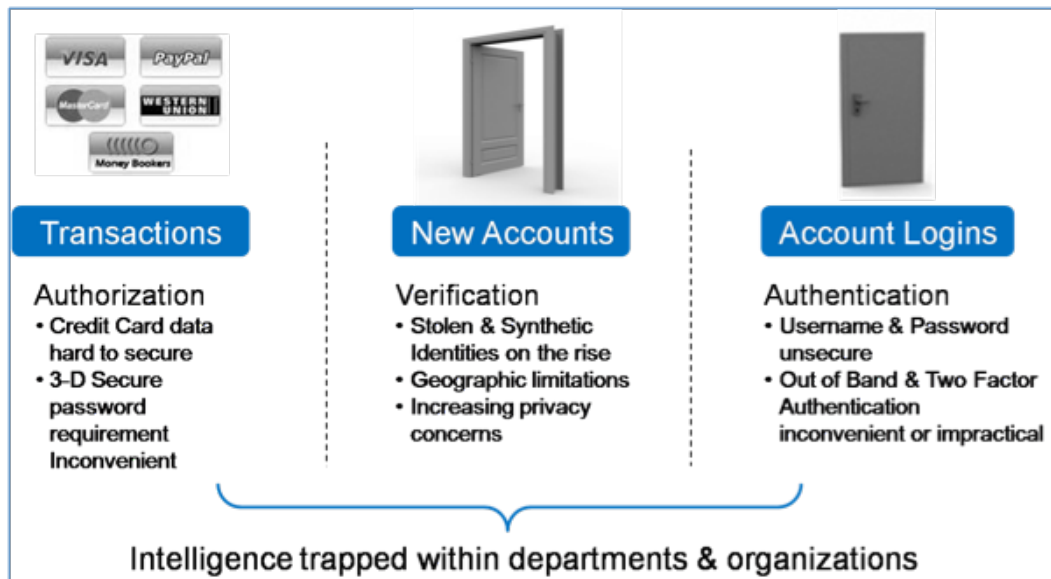 VISA
PayPal
MasterCard
WESTERN
UNION
Money Bookers
Transactions
Authorization
• Credit Card data
hard to secure
• 3-D Secure
password
requirement
Inconvenient
New Accounts
Verification
• Stolen & Synthetic
Identities on the rise
• Geographic limitations
• Increasing privacy
concerns
Account Logins
Authentication
• Username & Password
unsecure
• Out of Band & Two Factor
Authentication
inconvenient or impractical
Intelligence trapped within departments & organizations